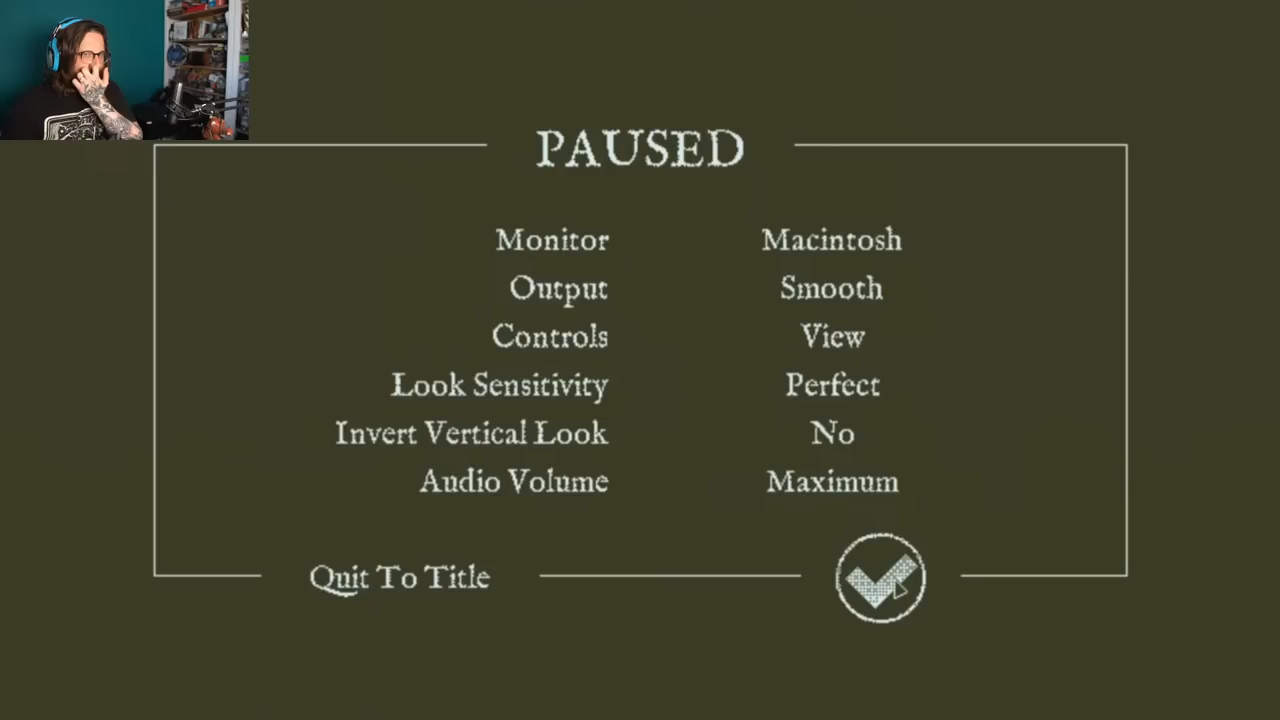 PAUSED
Monitor Macintosh
Output Smooth
Controls View
Look Sensitivity Perfect
Invert Vertical Look No
Audio Volume Maximum
Quit To Title